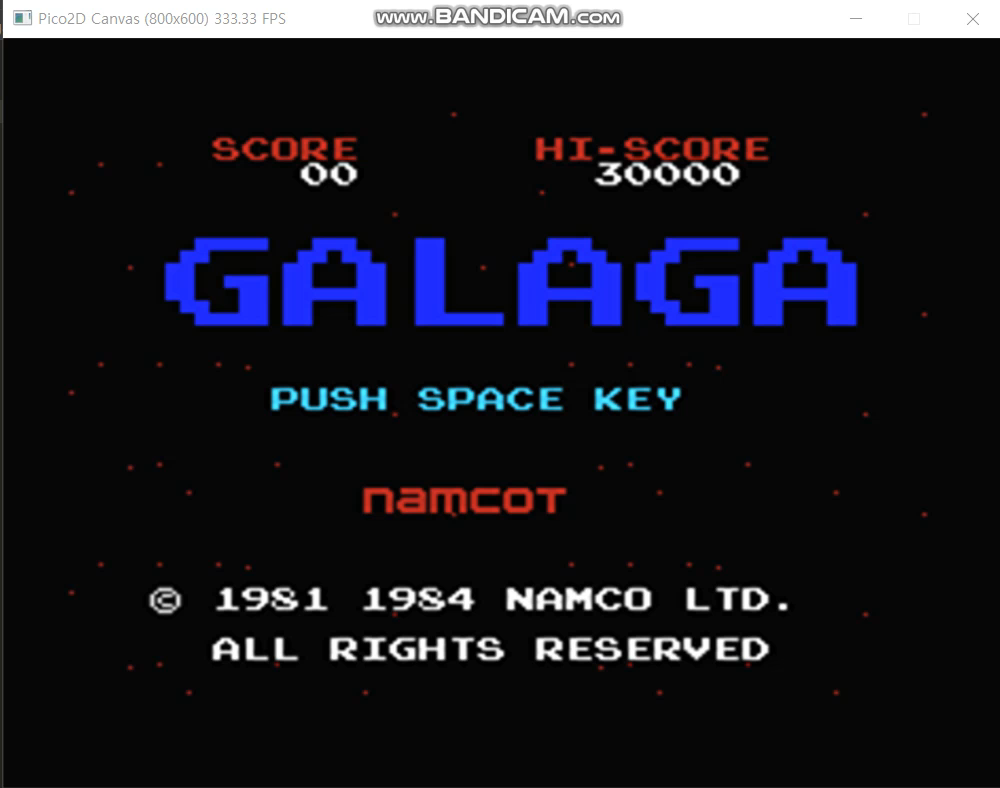 Pico2D Canvas (800x600) 333.33 FPS
www.BANDICAM.com
SCORE HI-SCORE
00 30000
GALAGA
PUSH SPACE KEY
namcot
© 1981 1984 NAMCO LTD.
ALL RIGHTS RESERVED